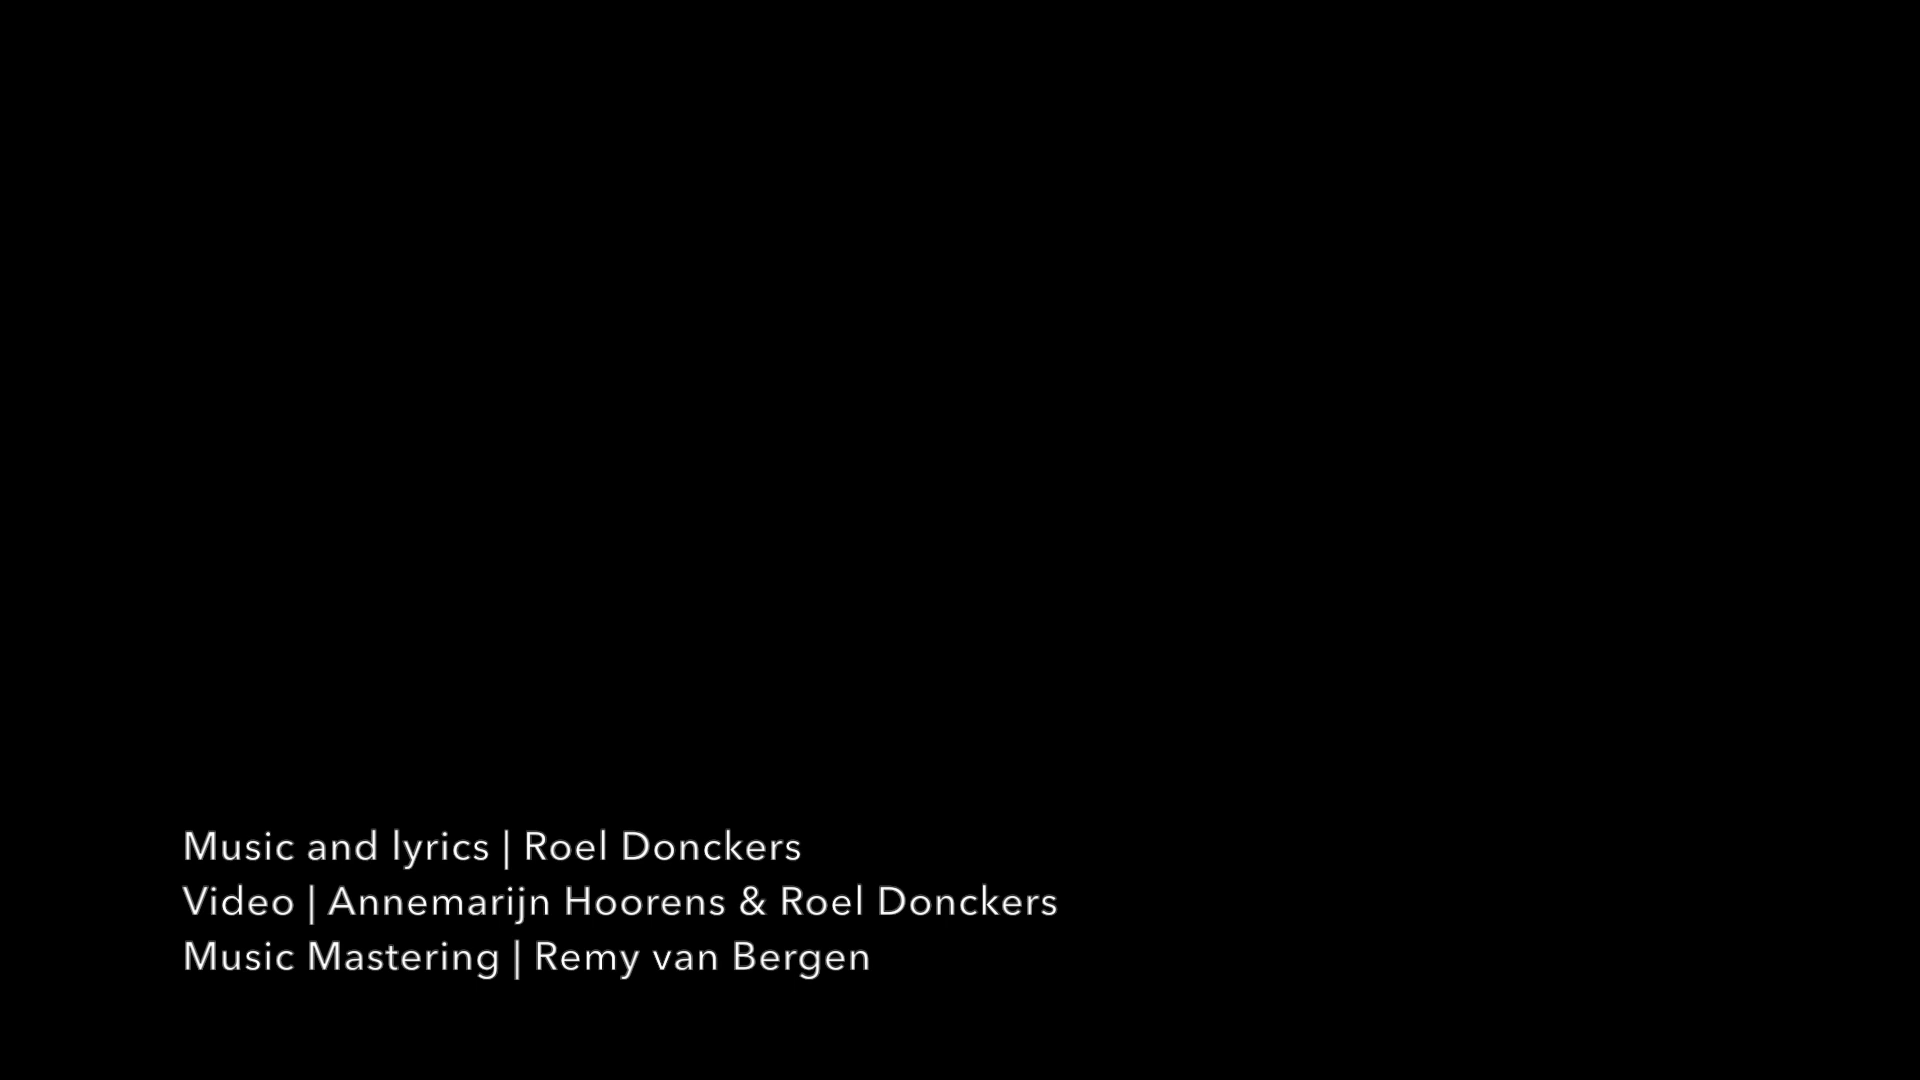 Music and lyrics | Roel Donckers
Video | Annemarijn Hoorens & Roel Donckers
Music Mastering | Remy van Bergen